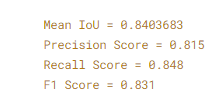 Mean IoU = 0.8403683
Precision Score = 0.815
Recall Score = 0.848
F1 Score = 0.831